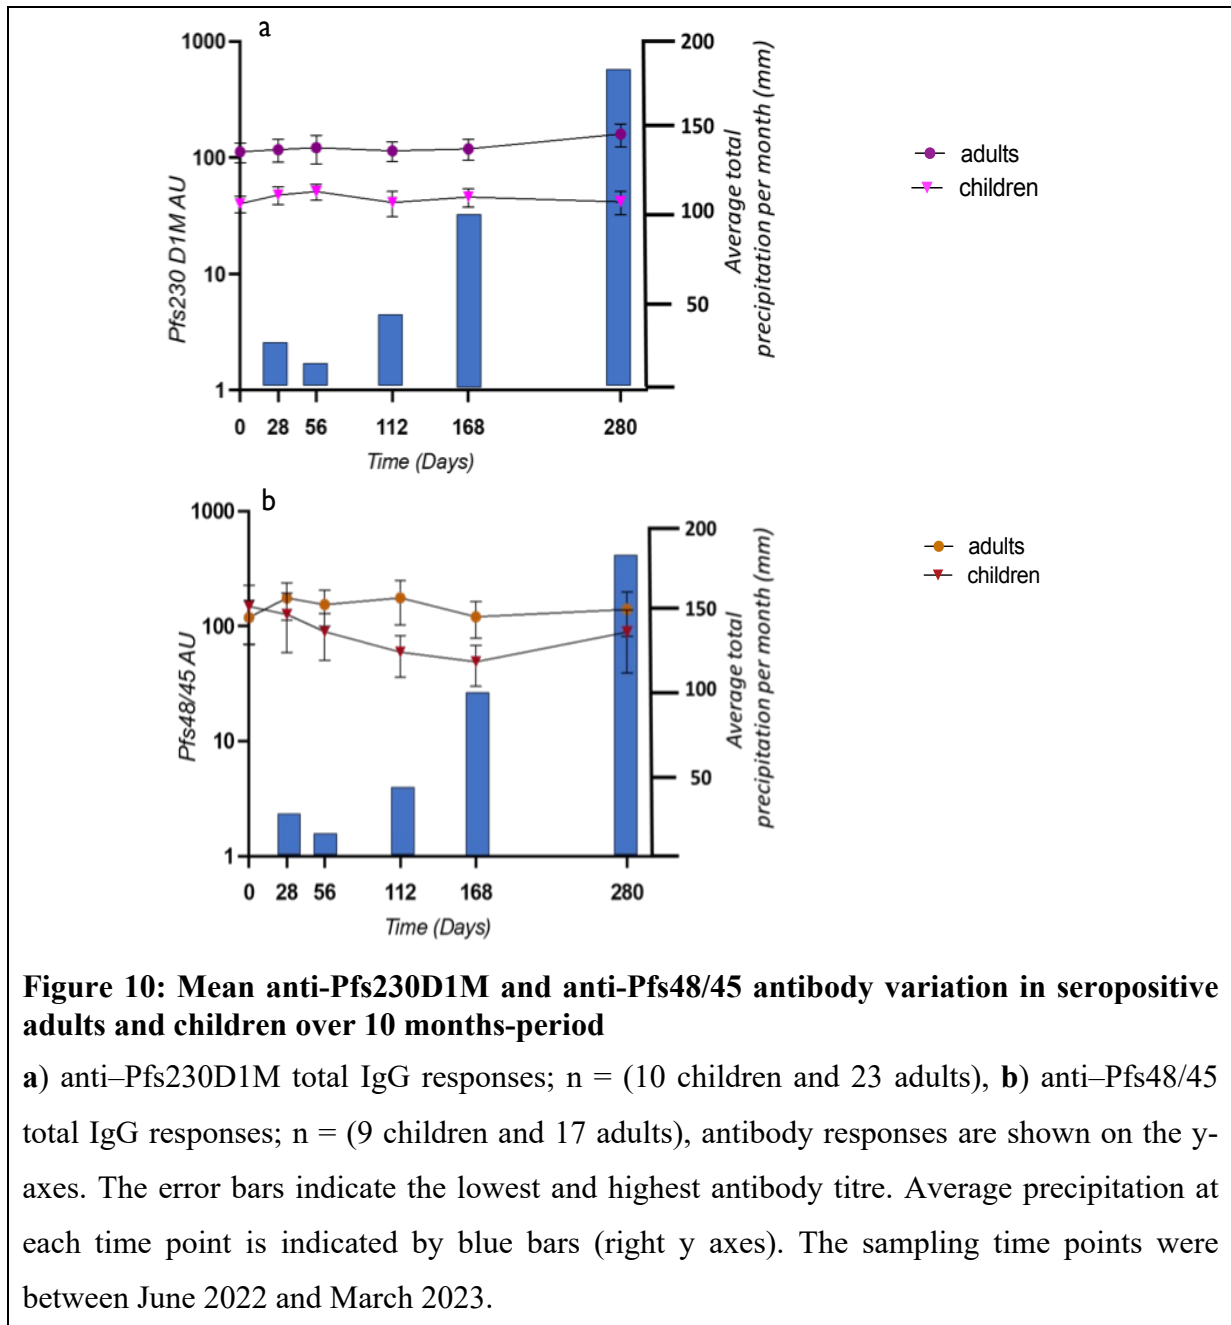 a
1000
100
10
1
Pfs230 D1M AU
200
150
100
50
Average total
precipitation per month (mm)
0 28 56 112 168 280
Time (Days)
adults
children
b
1000
100
10
1
Pfs48/45 AU
200
150
100
50
Average total
precipitation per month (mm)
0 28 56 112 168 280
Time (Days)
adults
children
Figure 10: Mean anti-Pfs230D1M and anti-Pfs48/45 antibody variation in seropositive
adults and children over 10 months-period
a) anti–Pfs230D1M total IgG responses; n = (10 children and 23 adults), b) anti–Pfs48/45
total IgG responses; n = (9 children and 17 adults), antibody responses are shown on the y-
axes. The error bars indicate the lowest and highest antibody titre. Average precipitation at
each time point is indicated by blue bars (right y axes). The sampling time points were
between June 2022 and March 2023.